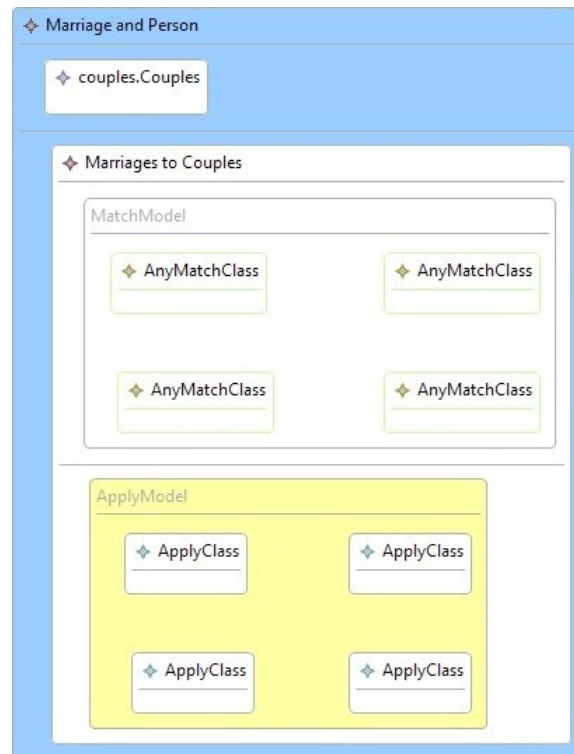 Marriage and Person
couples.Couples
Marriages to Couples
MatchModel
AnyMatchClass AnyMatchClass
AnyMatchClass AnyMatchClass
ApplyModel
ApplyClass ApplyClass
ApplyClass ApplyClass